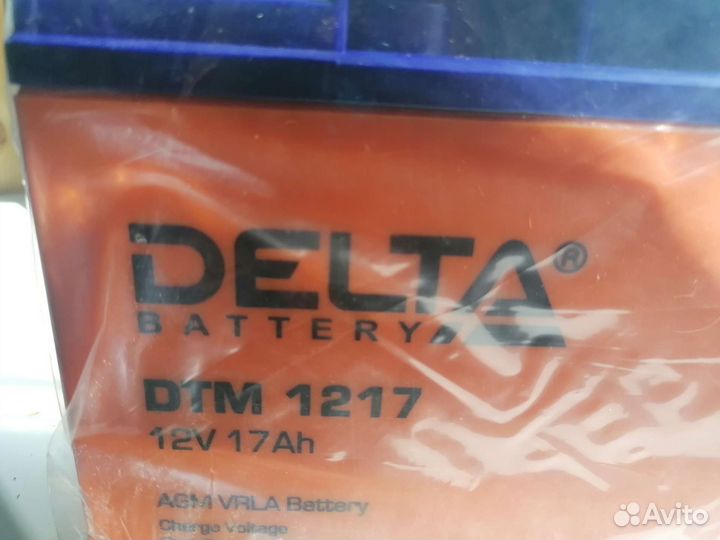 DELTA®
BATTERY
DTM 1217
12V 17Ah
AGM VRLA Battery
Charge Voltage
Avito